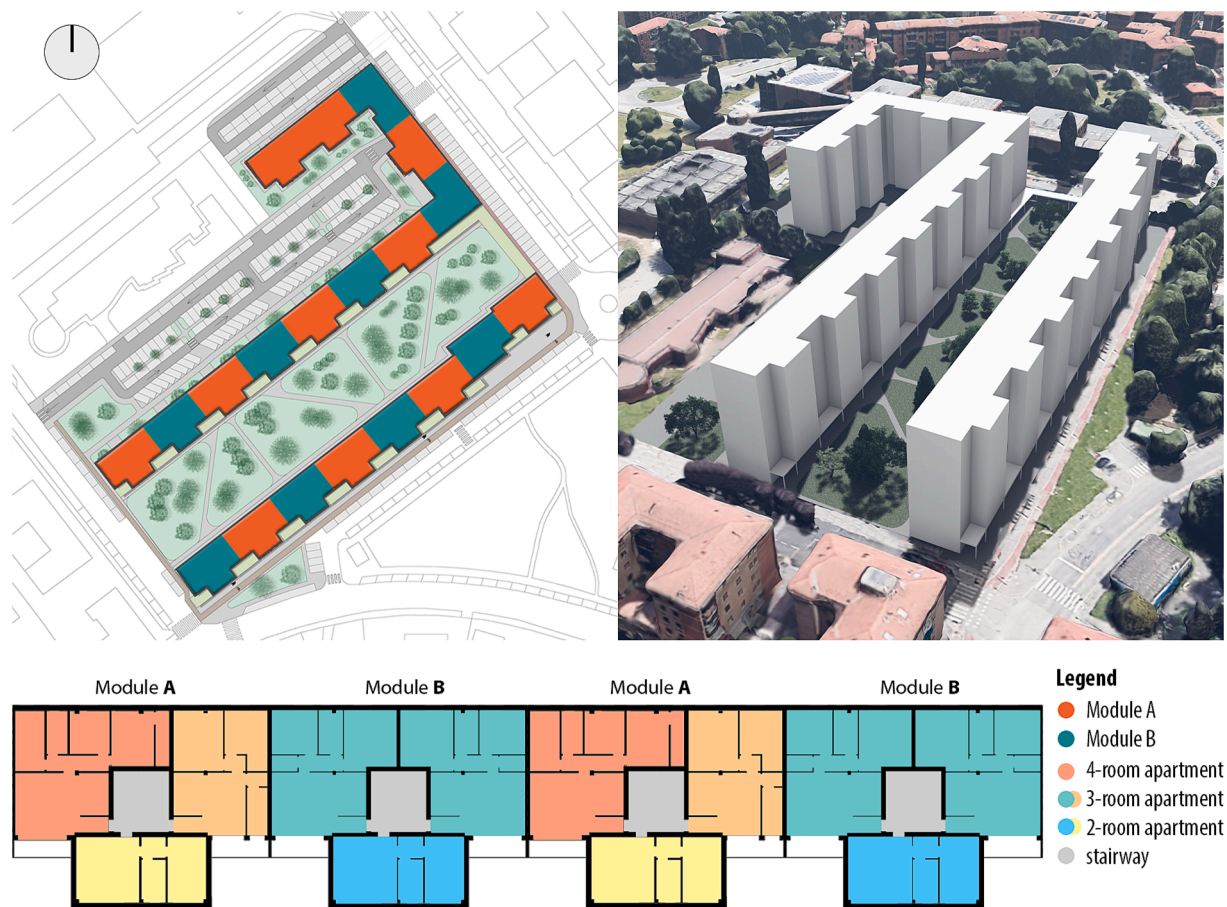 Module A
Module B
Module A
Module B
Legend
Module A
Module B
4-room apartment
3-room apartment
2-room apartment
stairway